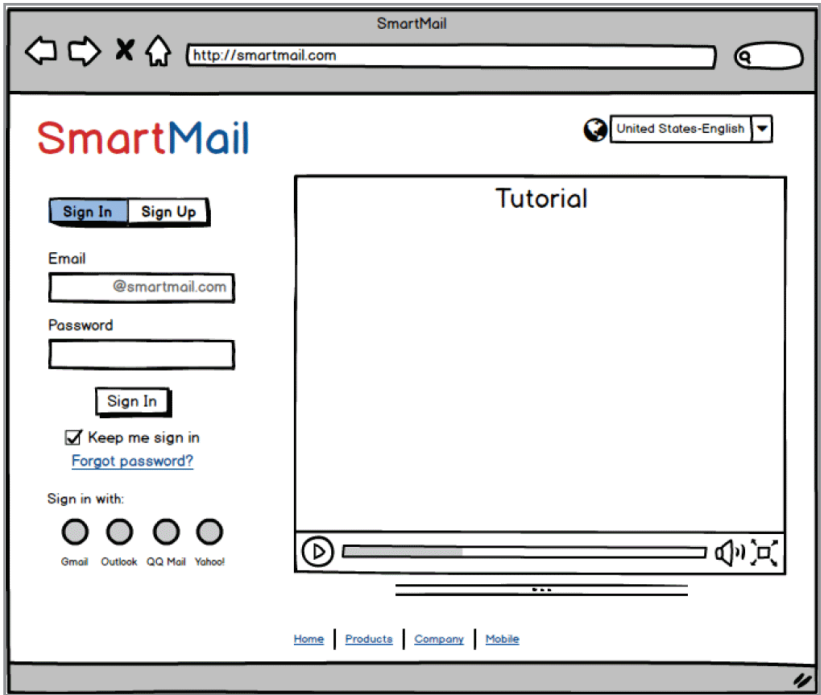 SmartMail
http://smartmail.com
SmartMail
United States-English
Sign In Sign Up
Tutorial
Email
@smartmail.com
Password
Sign In
Keep me sign in
Forgot password?
Sign in with:
Gmail Outlook QQ Mail Yahoo!
Home Products Company Mobile